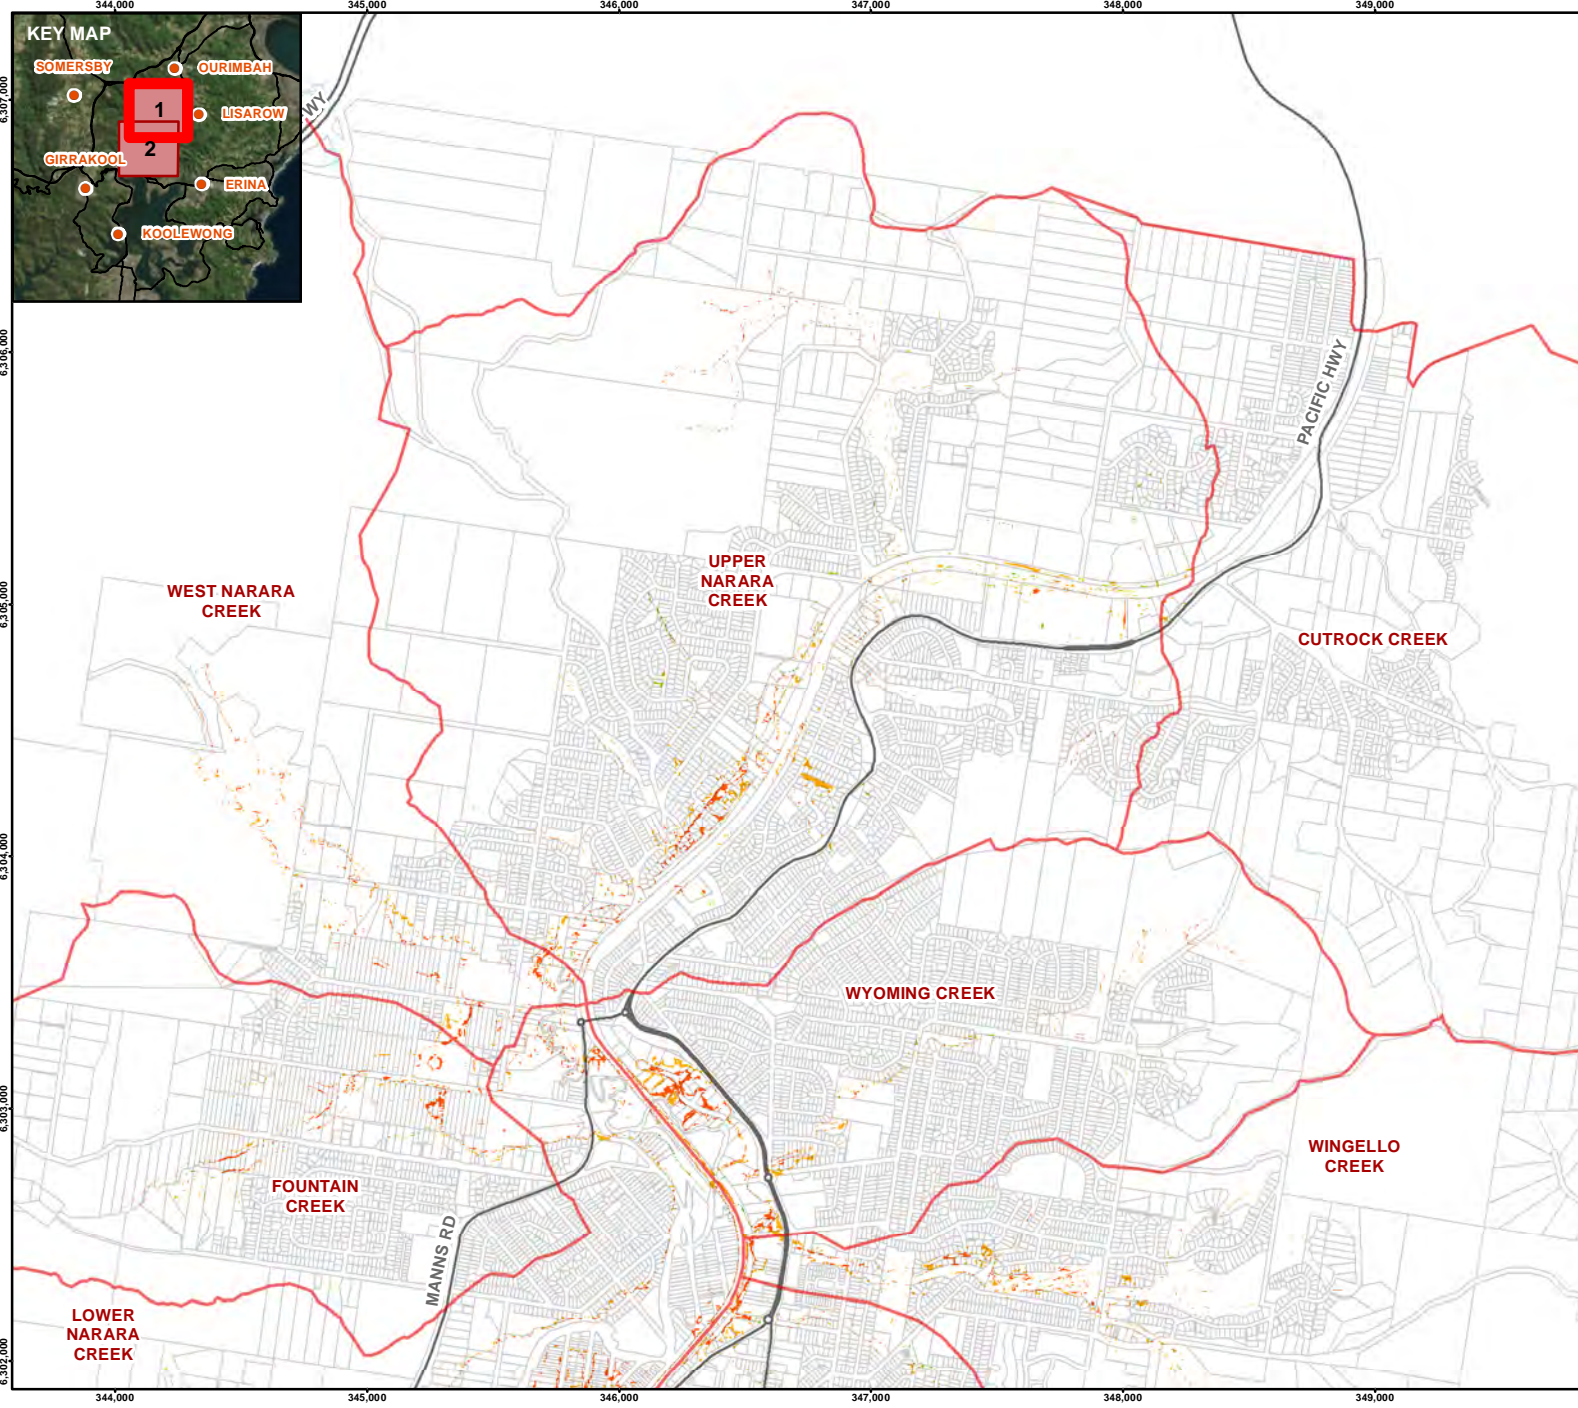 344,000
345,000
346,000
347,000
348,000
349,000
KEY MAP
SOMERSBY
OURIMBAH
1
LISAROW
2
GIRRAKOOL
ERINA
KOOLEWONG
WY
6,307,000
6,306,000
6,305,000
6,304,000
6,303,000
6,302,000
PACIFIC HWY
UPPER
NARARA
CREEK
WEST NARARA
CREEK
CUTROCK CREEK
WYOMING CREEK
WINGELLO
CREEK
FOUNTAIN
CREEK
MANNS RD
LOWER
NARARA
CREEK
344,000
345,000
346,000
347,000
348,000
349,000